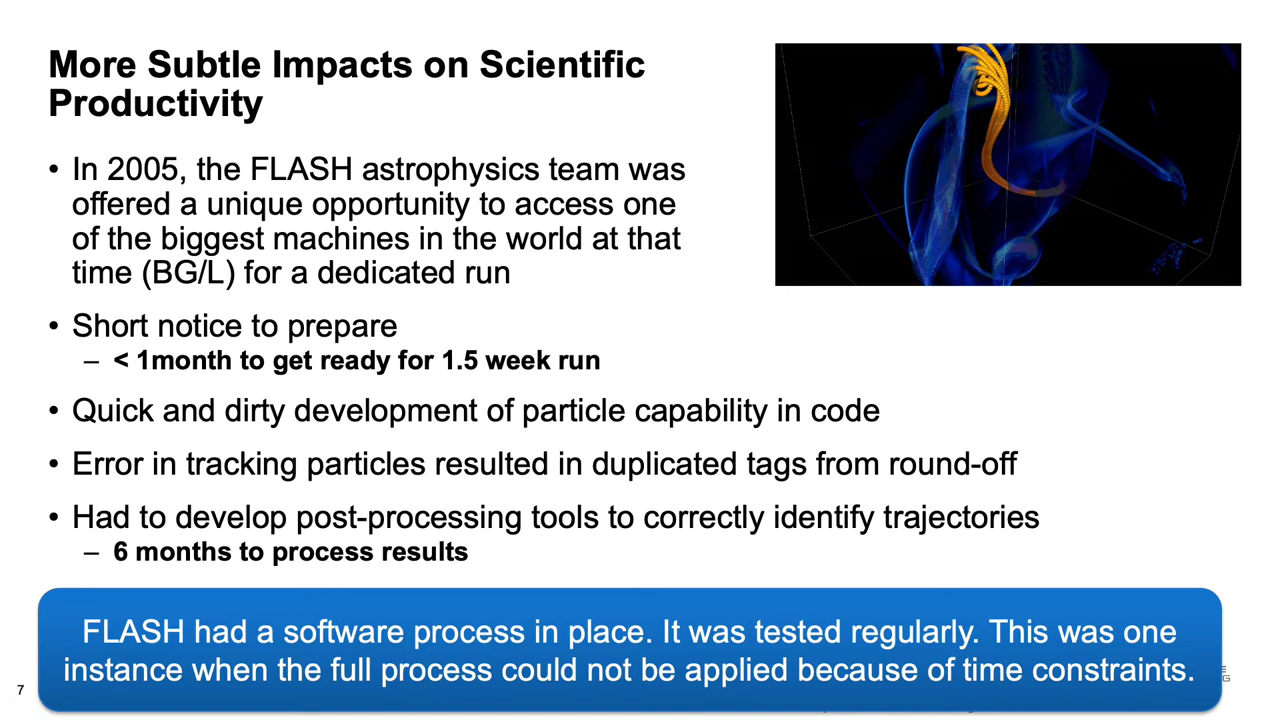 More Subtle Impacts on Scientific
Productivity
• In 2005, the FLASH astrophysics team was
offered a unique opportunity to access one
of the biggest machines in the world at that
time (BG/L) for a dedicated run
• Short notice to prepare
– < 1month to get ready for 1.5 week run
• Quick and dirty development of particle capability in code
• Error in tracking particles resulted in duplicated tags from round-off
• Had to develop post-processing tools to correctly identify trajectories
– 6 months to process results
FLASH had a software process in place. It was tested regularly. This was one
instance when the full process could not be applied because of time constraints.
7